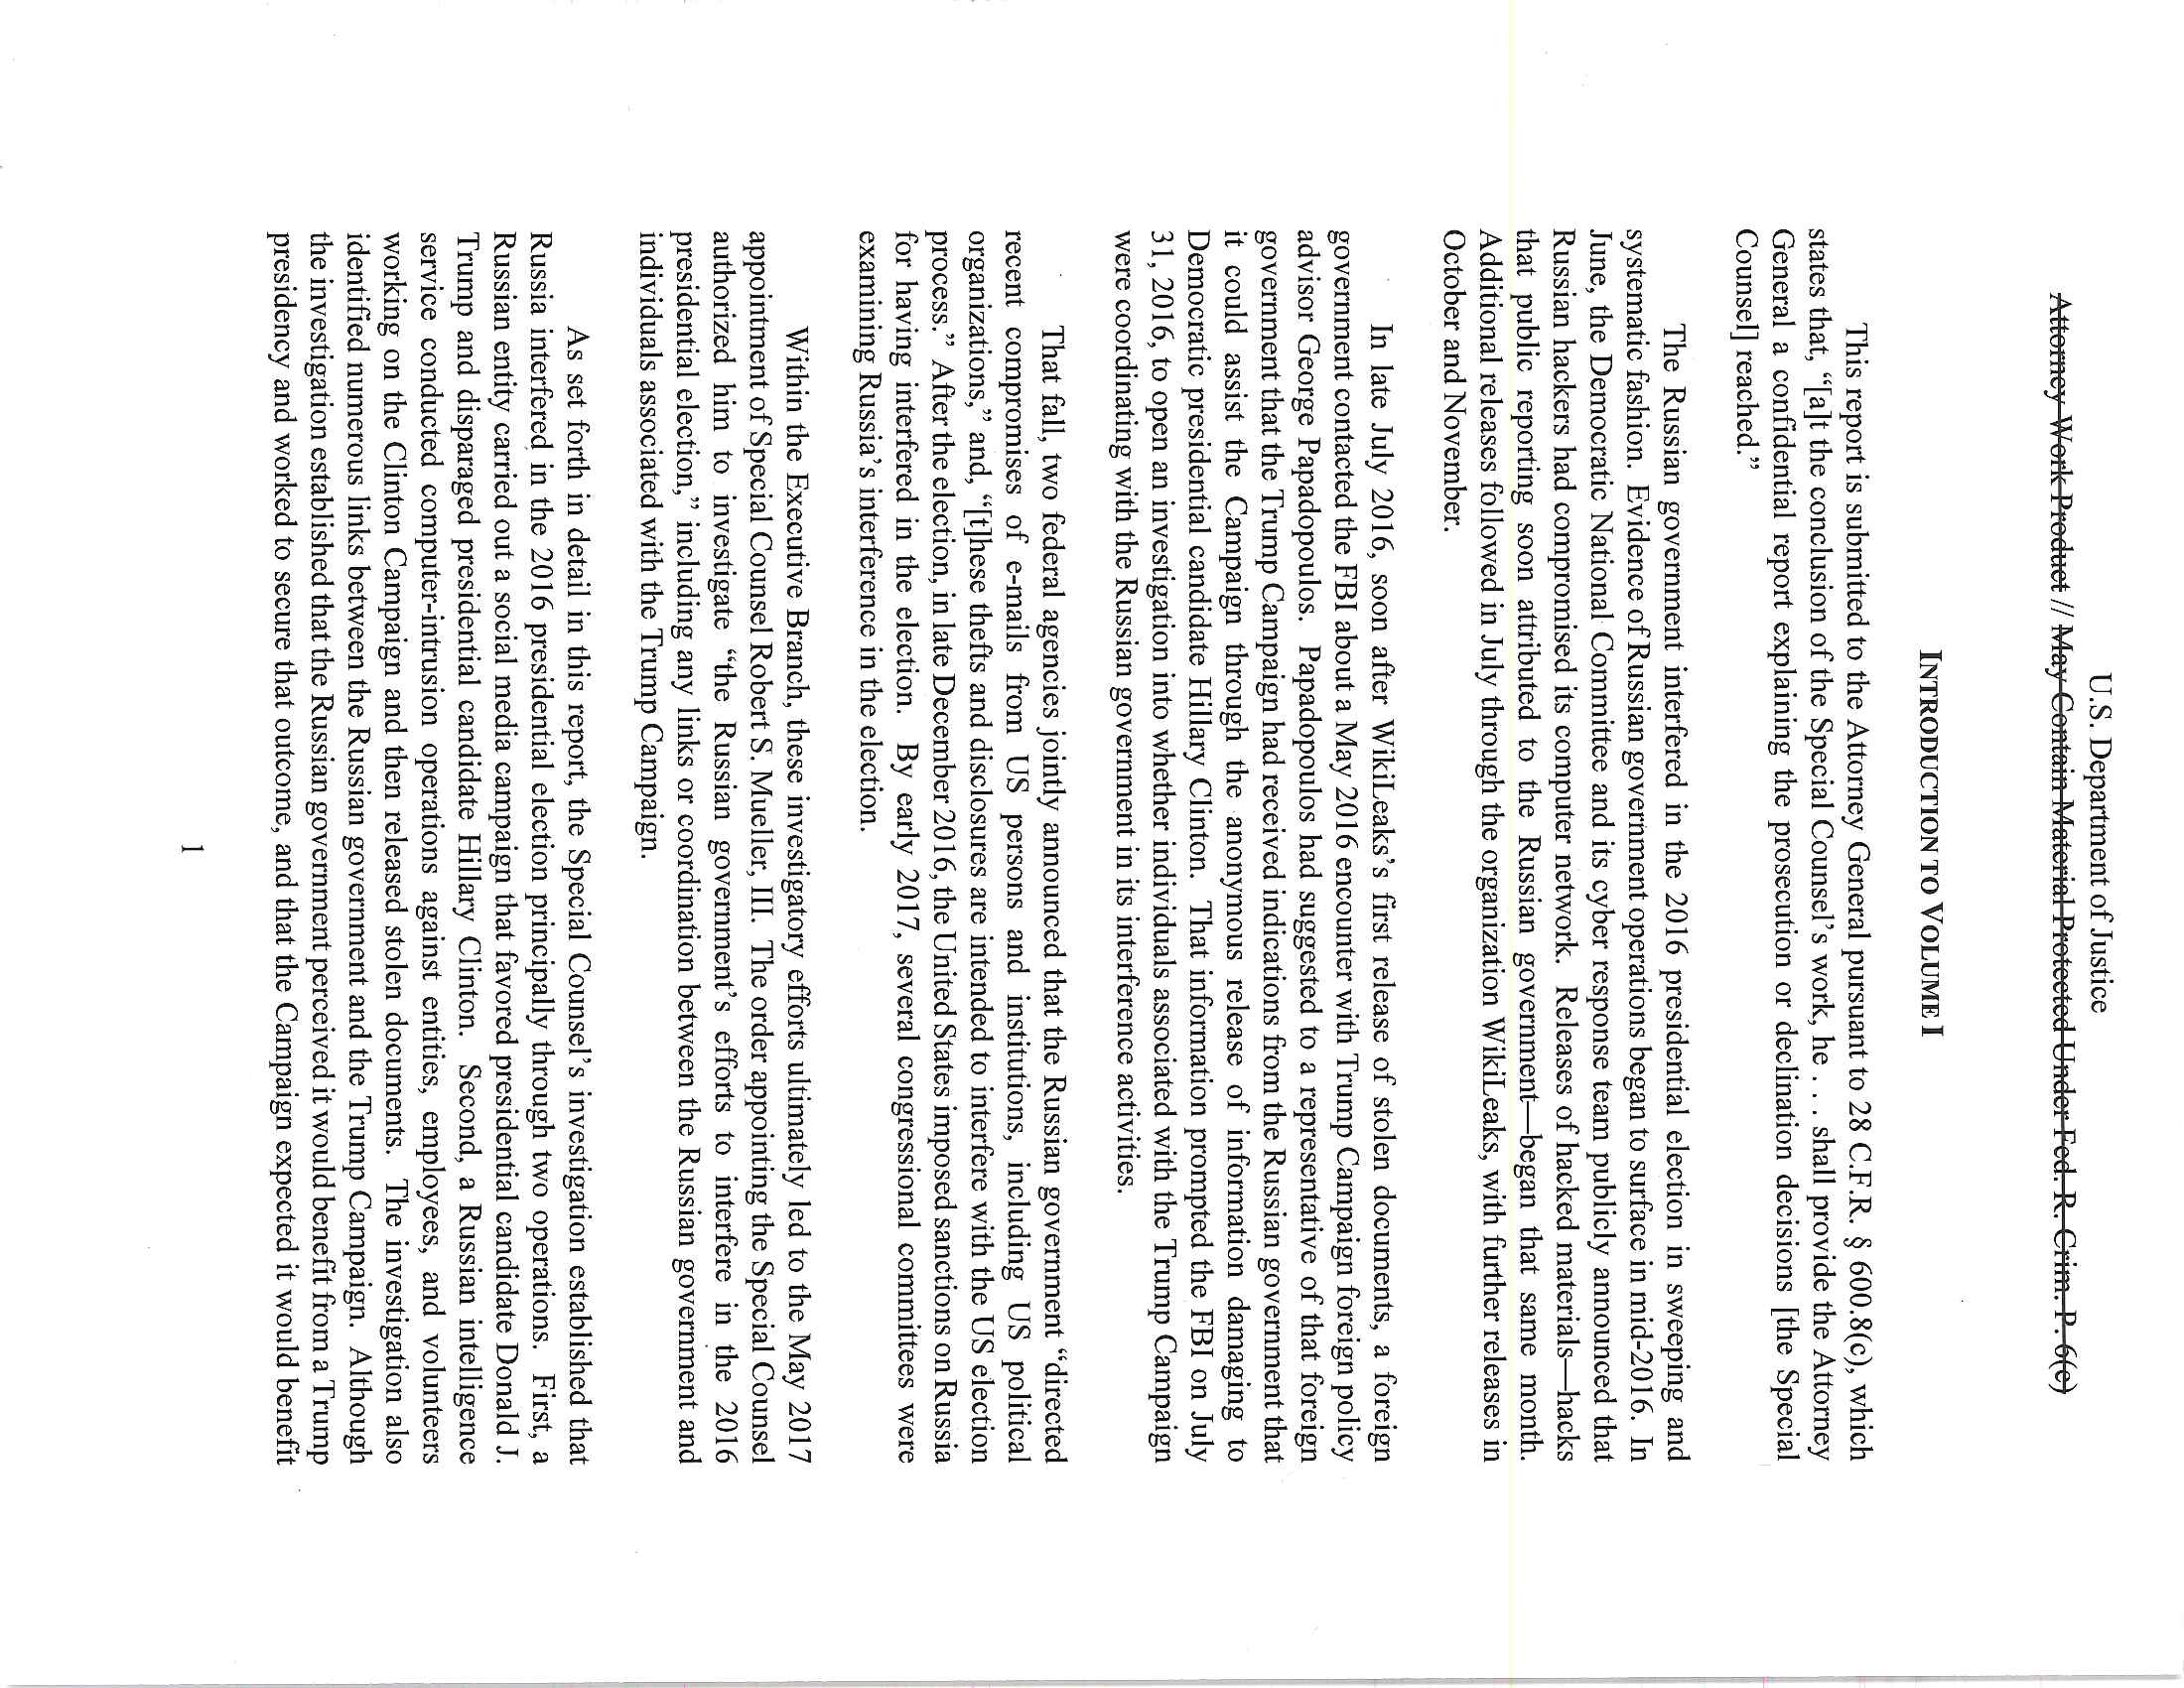 U.S. Department of Justice
Attorney Work Product // May Contain Material Protected Under Fed. R. Crim. P. 6(e)
INTRODUCTION TO VOLUME I
This report is submitted to the Attorney General pursuant to 28 C.F.R. § 600.8(c), which
states that, “[a]t the conclusion of the Special Counsel’s work, he . . . shall provide the Attorney
General a confidential report explaining the prosecution or declination decisions [the Special
Counsel] reached.”
The Russian government interfered in the 2016 presidential election in sweeping and
systematic fashion. Evidence of Russian government operations began to surface in mid-2016. In
June, the Democratic National Committee and its cyber response team publicly announced that
Russian hackers had compromised its computer network. Releases of hacked materials—hacks
that public reporting soon attributed to the Russian government—began that same month.
Additional releases followed in July through the organization WikiLeaks, with further releases in
October and November.
In late July 2016, soon after WikiLeaks’s first release of stolen documents, a foreign
government contacted the FBI about a May 2016 encounter with Trump Campaign foreign policy
advisor George Papadopoulos. Papadopoulos had suggested to a representative of that foreign
government that the Trump Campaign had received indications from the Russian government that
it could assist the Campaign through the anonymous release of information damaging to
Democratic presidential candidate Hillary Clinton. That information prompted the FBI on July
31, 2016, to open an investigation into whether individuals associated with the Trump Campaign
were coordinating with the Russian government in its interference activities.
That fall, two federal agencies jointly announced that the Russian government “directed
recent compromises of e-mails from US persons and institutions, including US political
organizations,” and, “[t]hese thefts and disclosures are intended to interfere with the US election
process.” After the election, in late December 2016, the United States imposed sanctions on Russia
for having interfered in the election. By early 2017, several congressional committees were
examining Russia’s interference in the election.
Within the Executive Branch, these investigatory efforts ultimately led to the May 2017
appointment of Special Counsel Robert S. Mueller, III. The order appointing the Special Counsel
authorized him to investigate “the Russian government’s efforts to interfere in the 2016
presidential election,” including any links or coordination between the Russian government and
individuals associated with the Trump Campaign.
As set forth in detail in this report, the Special Counsel’s investigation established that
Russia interfered in the 2016 presidential election principally through two operations. First, a
Russian entity carried out a social media campaign that favored presidential candidate Donald J.
Trump and disparaged presidential candidate Hillary Clinton. Second, a Russian intelligence
service conducted computer-intrusion operations against entities, employees, and volunteers
working on the Clinton Campaign and then released stolen documents. The investigation also
identified numerous links between the Russian government and the Trump Campaign. Although
the investigation established that the Russian government perceived it would benefit from a Trump
presidency and worked to secure that outcome, and that the Campaign expected it would benefit
1